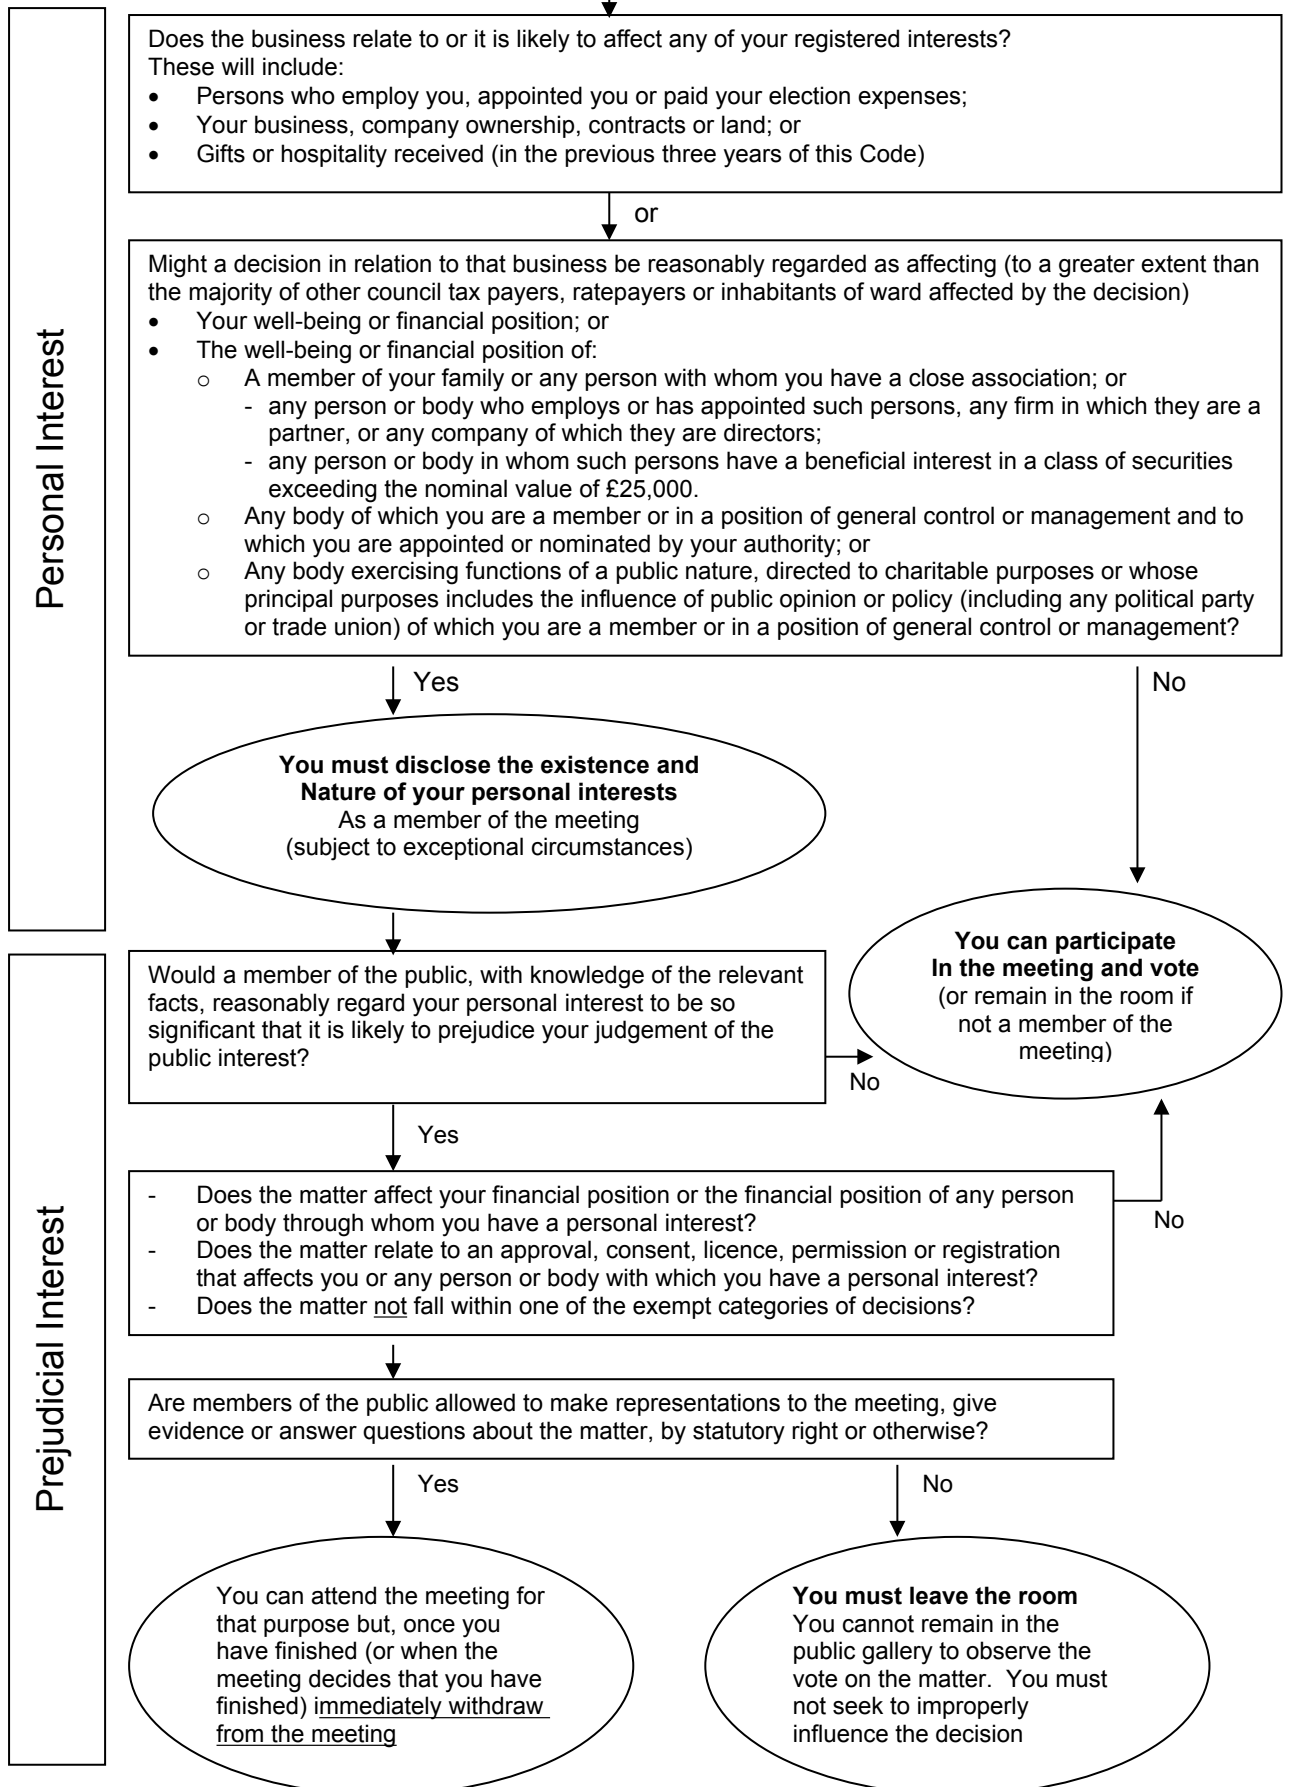 Personal Interest
Does the business relate to or it is likely to affect any of your registered interests?
These will include:
• Persons who employ you, appointed you or paid your election expenses;
• Your business, company ownership, contracts or land; or
• Gifts or hospitality received (in the previous three years of this Code)
or
Might a decision in relation to that business be reasonably regarded as affecting (to a greater extent than
the majority of other council tax payers, ratepayers or inhabitants of ward affected by the decision)
• Your well-being or financial position; or
• The well-being or financial position of:
o A member of your family or any person with whom you have a close association; or
- any person or body who employs or has appointed such persons, any firm in which they are a
partner, or any company of which they are directors;
- any person or body in whom such persons have a beneficial interest in a class of securities
exceeding the nominal value of £25,000.
o Any body of which you are a member or in a position of general control or management and to
which you are appointed or nominated by your authority; or
o Any body exercising functions of a public nature, directed to charitable purposes or whose
principal purposes includes the influence of public opinion or policy (including any political party
or trade union) of which you are a member or in a position of general control or management?
Yes
No
You must disclose the existence and
Nature of your personal interests
As a member of the meeting
(subject to exceptional circumstances)
You can participate
In the meeting and vote
(or remain in the room if
not a member of the
meeting)
Prejudicial Interest
Would a member of the public, with knowledge of the relevant
facts, reasonably regard your personal interest to be so
significant that it is likely to prejudice your judgement of the
public interest?
No
Yes
- Does the matter affect your financial position or the financial position of any person
or body through whom you have a personal interest?
- Does the matter relate to an approval, consent, licence, permission or registration
that affects you or any person or body with which you have a personal interest?
- Does the matter not fall within one of the exempt categories of decisions?
No
Are members of the public allowed to make representations to the meeting, give
evidence or answer questions about the matter, by statutory right or otherwise?
Yes
No
You can attend the meeting for
that purpose but, once you
have finished (or when the
meeting decides that you have
finished) immediately withdraw
from the meeting
You must leave the room
You cannot remain in the
public gallery to observe the
vote on the matter. You must
not seek to improperly
influence the decision